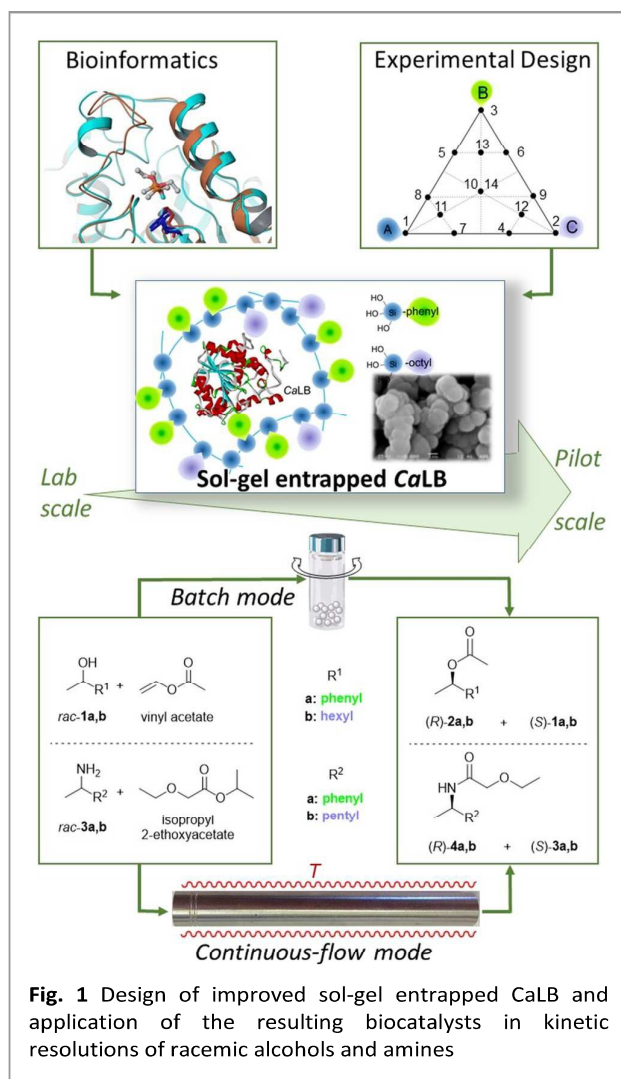 Bioinformatics
Experimental Design
B
3
13
5
6
10
14
8
9
11
12
A
1
7
4
2
C
HO
HO
Si
-phenyl
HO
HO
HO
Si
-octyl
HO
CaLB
Sol-gel entrapped CaLB
Lab
scale
Pilot
scale
Batch mode
OH
R1
+
O
O
rac-1a,b
vinyl acetate
R1
a: phenyl
b: hexyl
O
O
R1
(R)-2a,b + (S)-1a,b
NH2
R2
+
O
O
O
rac-3a,b
isopropyl
2-ethoxyacetate
R2
a: phenyl
b: pentyl
O
HN
O
R2
(R)-4a,b + (S)-3a,b
T
Continuous-flow mode
Fig. 1 Design of improved sol-gel entrapped CaLB and
application of the resulting biocatalysts in kinetic
resolutions of racemic alcohols and amines